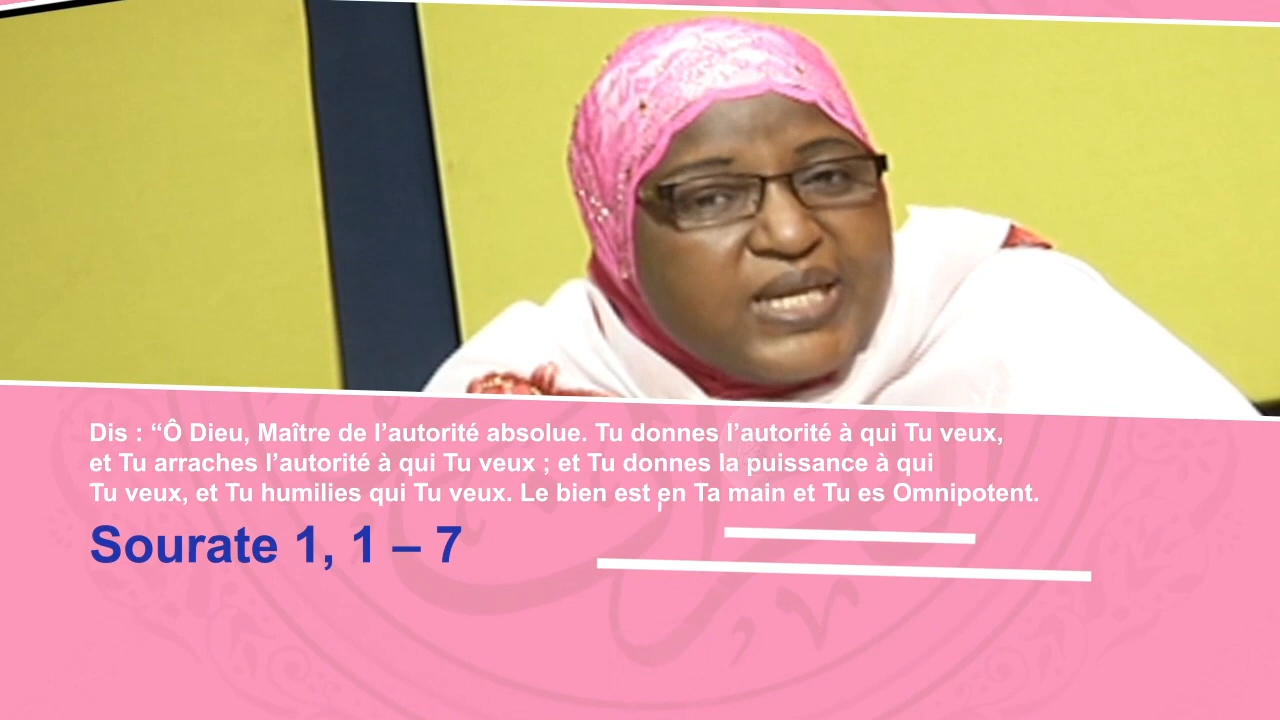 Dis : “Ô Dieu, Maître de l’autorité absolue. Tu donnes l’autorité à qui Tu veux,
et Tu arraches l’autorité à qui Tu veux ; et Tu donnes la puissance à qui
Tu veux, et Tu humilies qui Tu veux. Le bien est en Ta main et Tu es Omnipotent.
Sourate 1, 1 – 7